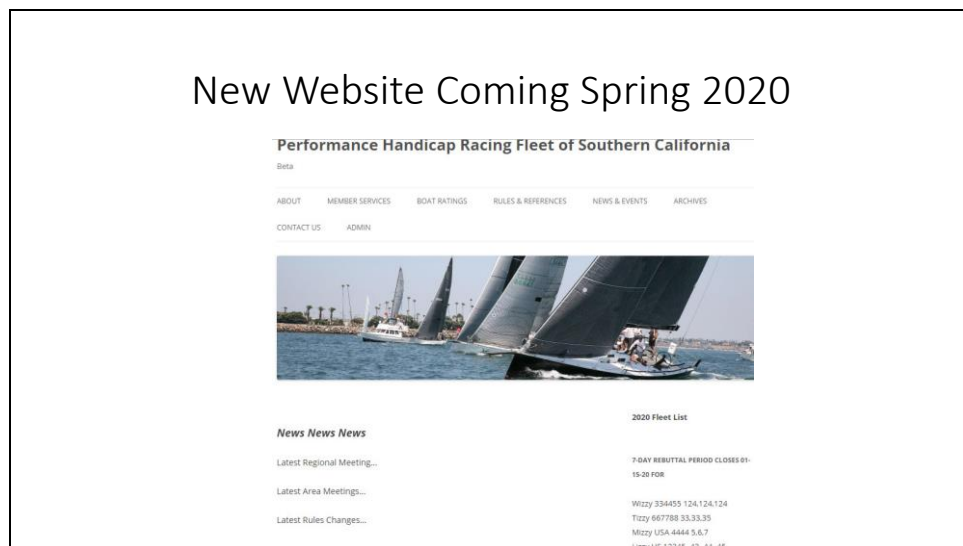 New Website Coming Spring 2020
Performance Handicap Racing Fleet of Southern California
Beta
ABOUT MEMBER SERVICES BOAT RATINGS RULES & REFERENCES NEWS & EVENTS ARCHIVES
CONTACT US ADMIN
News News News
Latest Regional Meeting...
Latest Area Meetings...
Latest Rules Changes...
2020 Fleet List
7-DAY REBUTTAL PERIOD CLOSES 01-
15-20 FOR
Wizzy 334455 124,124,124
Tizzy 667788 33,33,35
Mizzy USA 4444 5,6,7